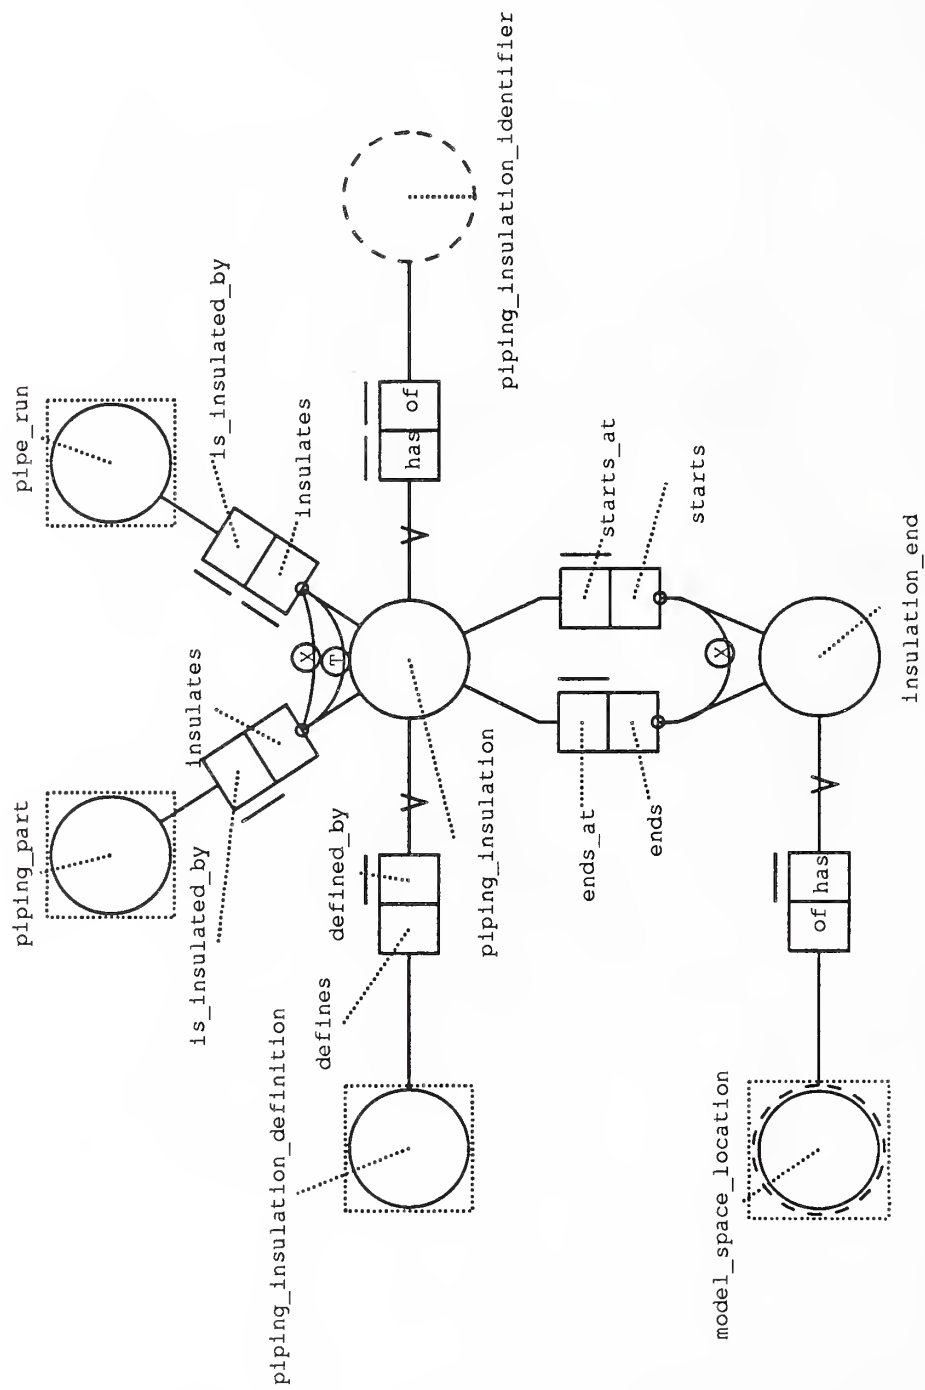 piping_part
pipe_run
is_insulated_by
insulates
X
T
is_insulated_by
insulates
piping_insulation_definition
defines
defined_by
V
piping_insulation
V
has
of
piping_insulation_identifier
ends_at
ends
starts_at
starts
X
model_space_location
of
has
V
insulation_end